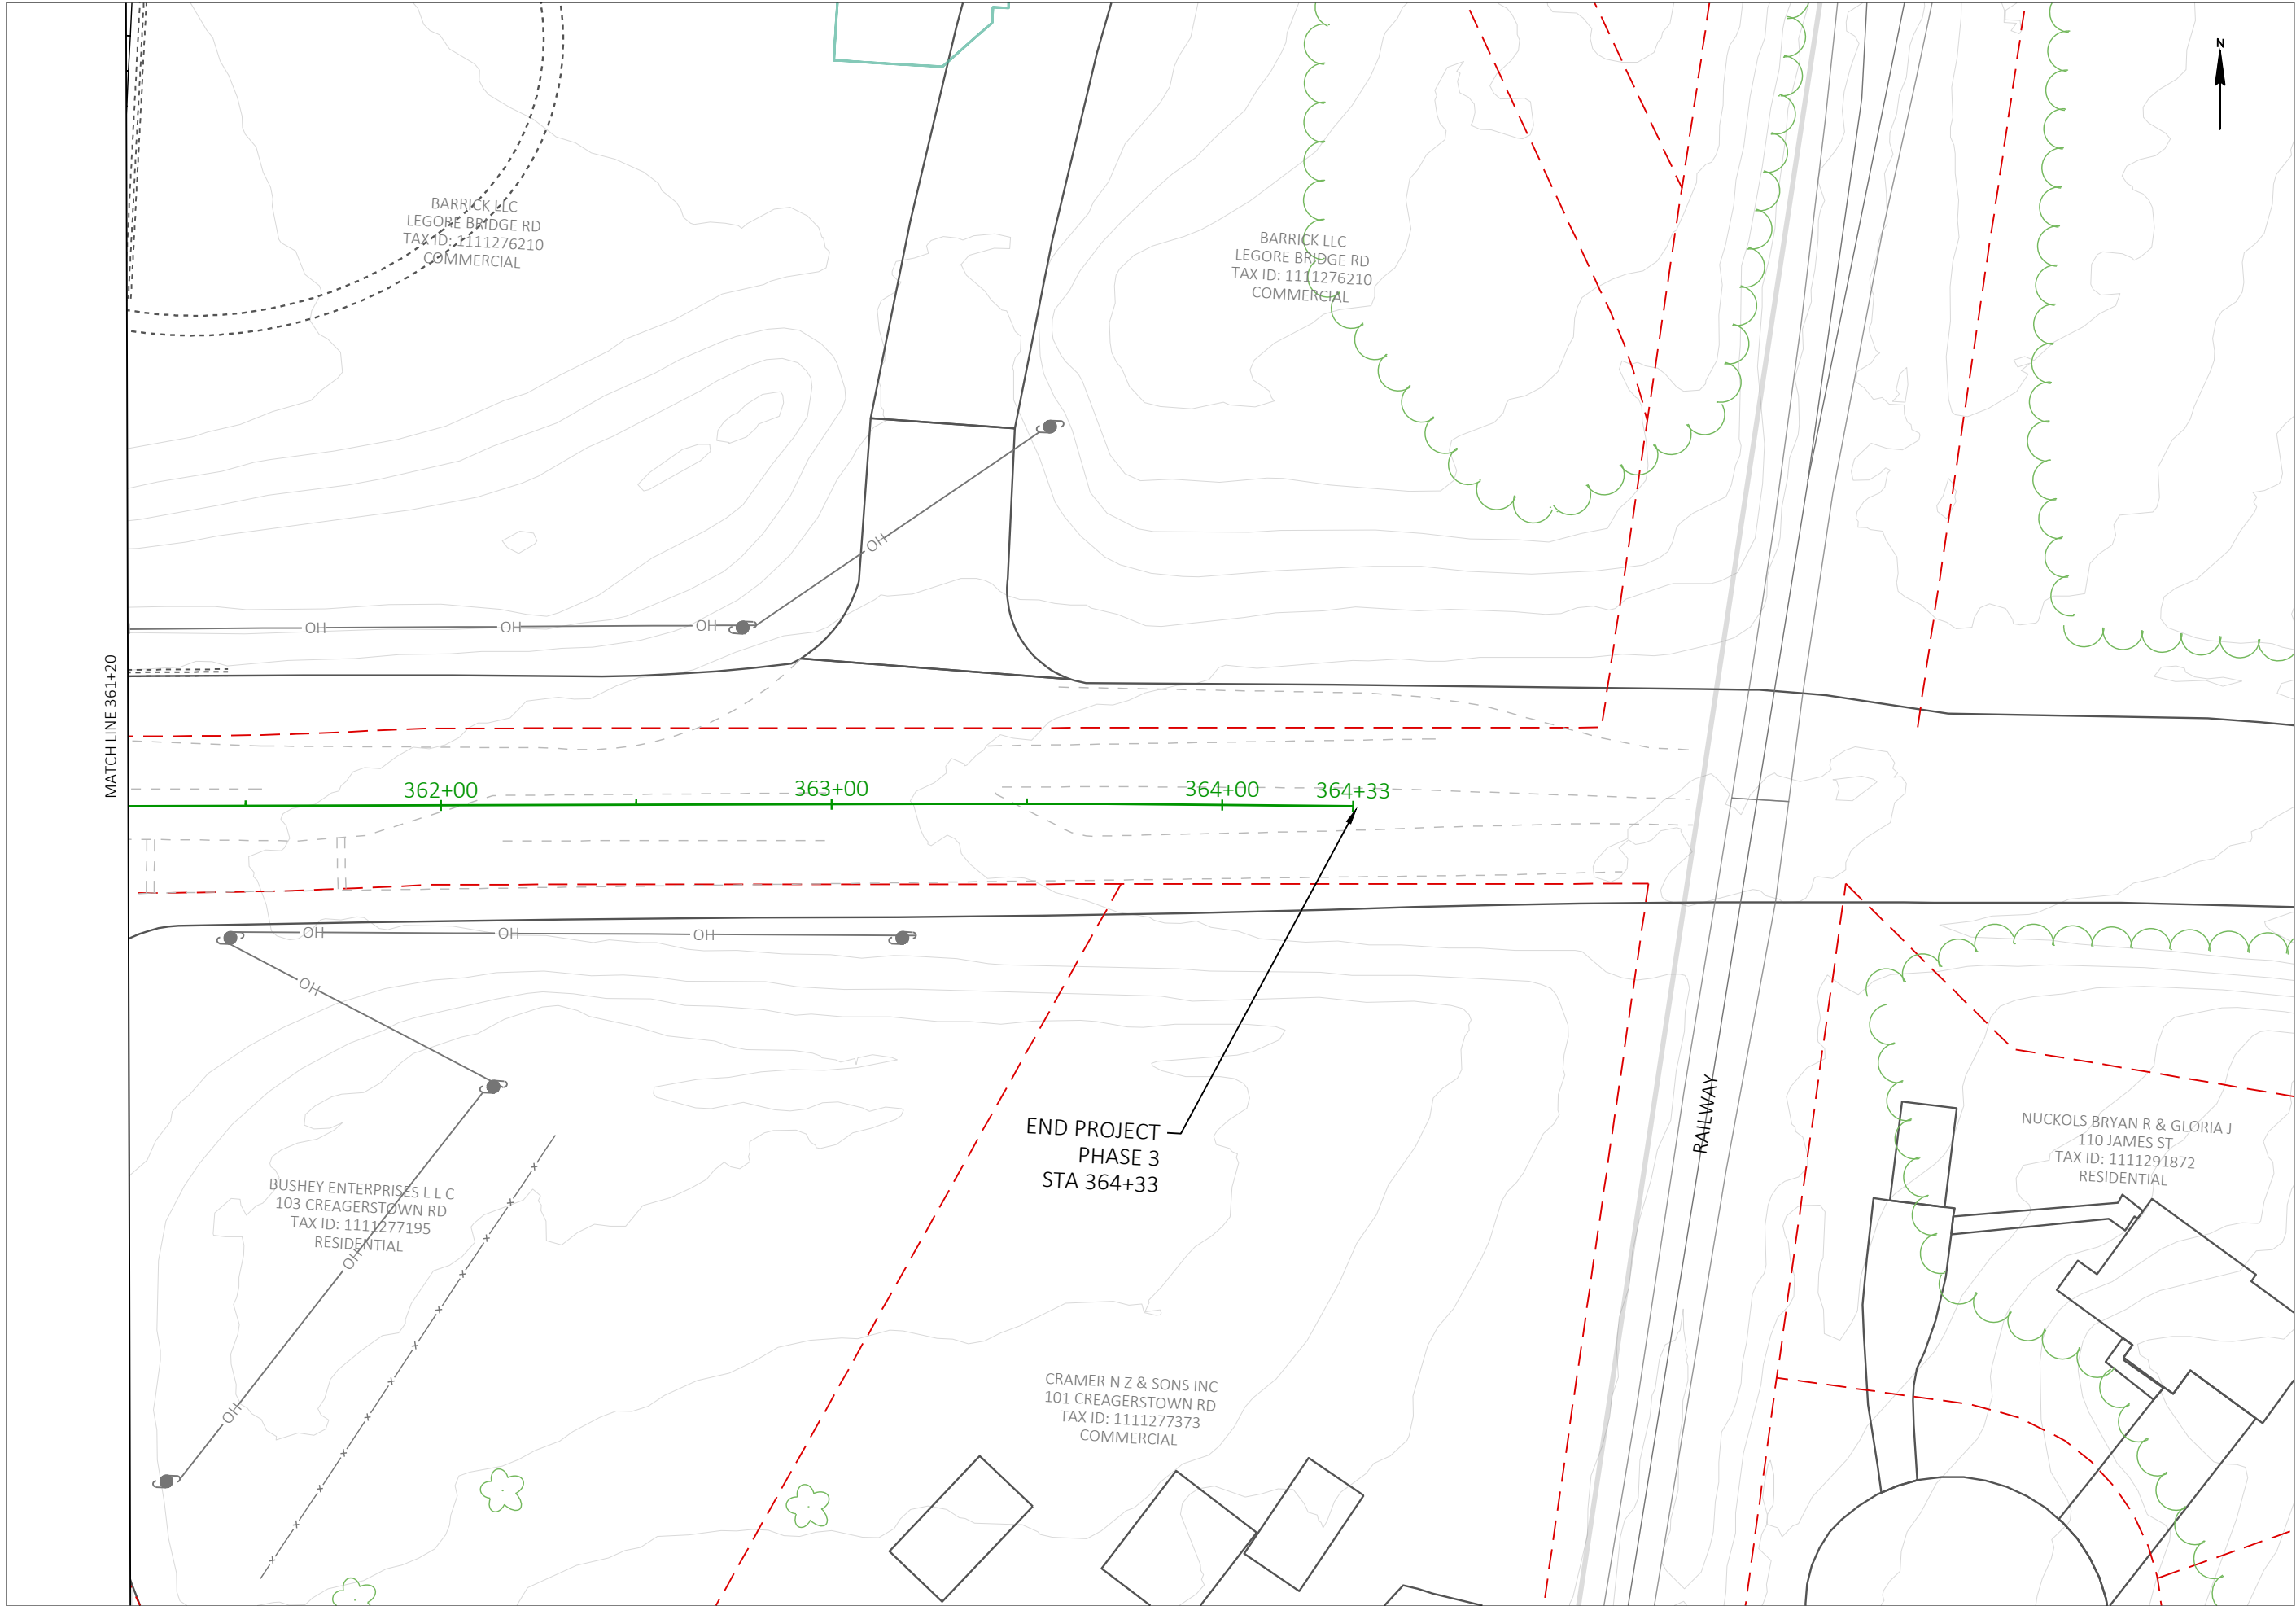 N
BARRICK LLC
LEGORE BRIDGE RD
TAX ID: 1111276210
COMMERCIAL
BARRICK LLC
LEGORE BRIDGE RD
TAX ID: 1111276210
COMMERCIAL
OH
OH
OH
OH
MATCH LINE 361+20
362+00
363+00
364+00
364+33
OH
OH
OH
OH
END PROJECT
PHASE 3
STA 364+33
RAILWAY
NUCKOLS BRYAN R & GLORIA J
110 JAMES ST
TAX ID: 1111291872
RESIDENTIAL
BUSHEY ENTERPRISES L L C
103 CREAGERSTOWN RD
TAX ID: 1111277195
RESIDENTIAL
OH
OH
CRAMER N Z & SONS INC
101 CREAGERSTOWN RD
TAX ID: 1111277373
COMMERCIAL